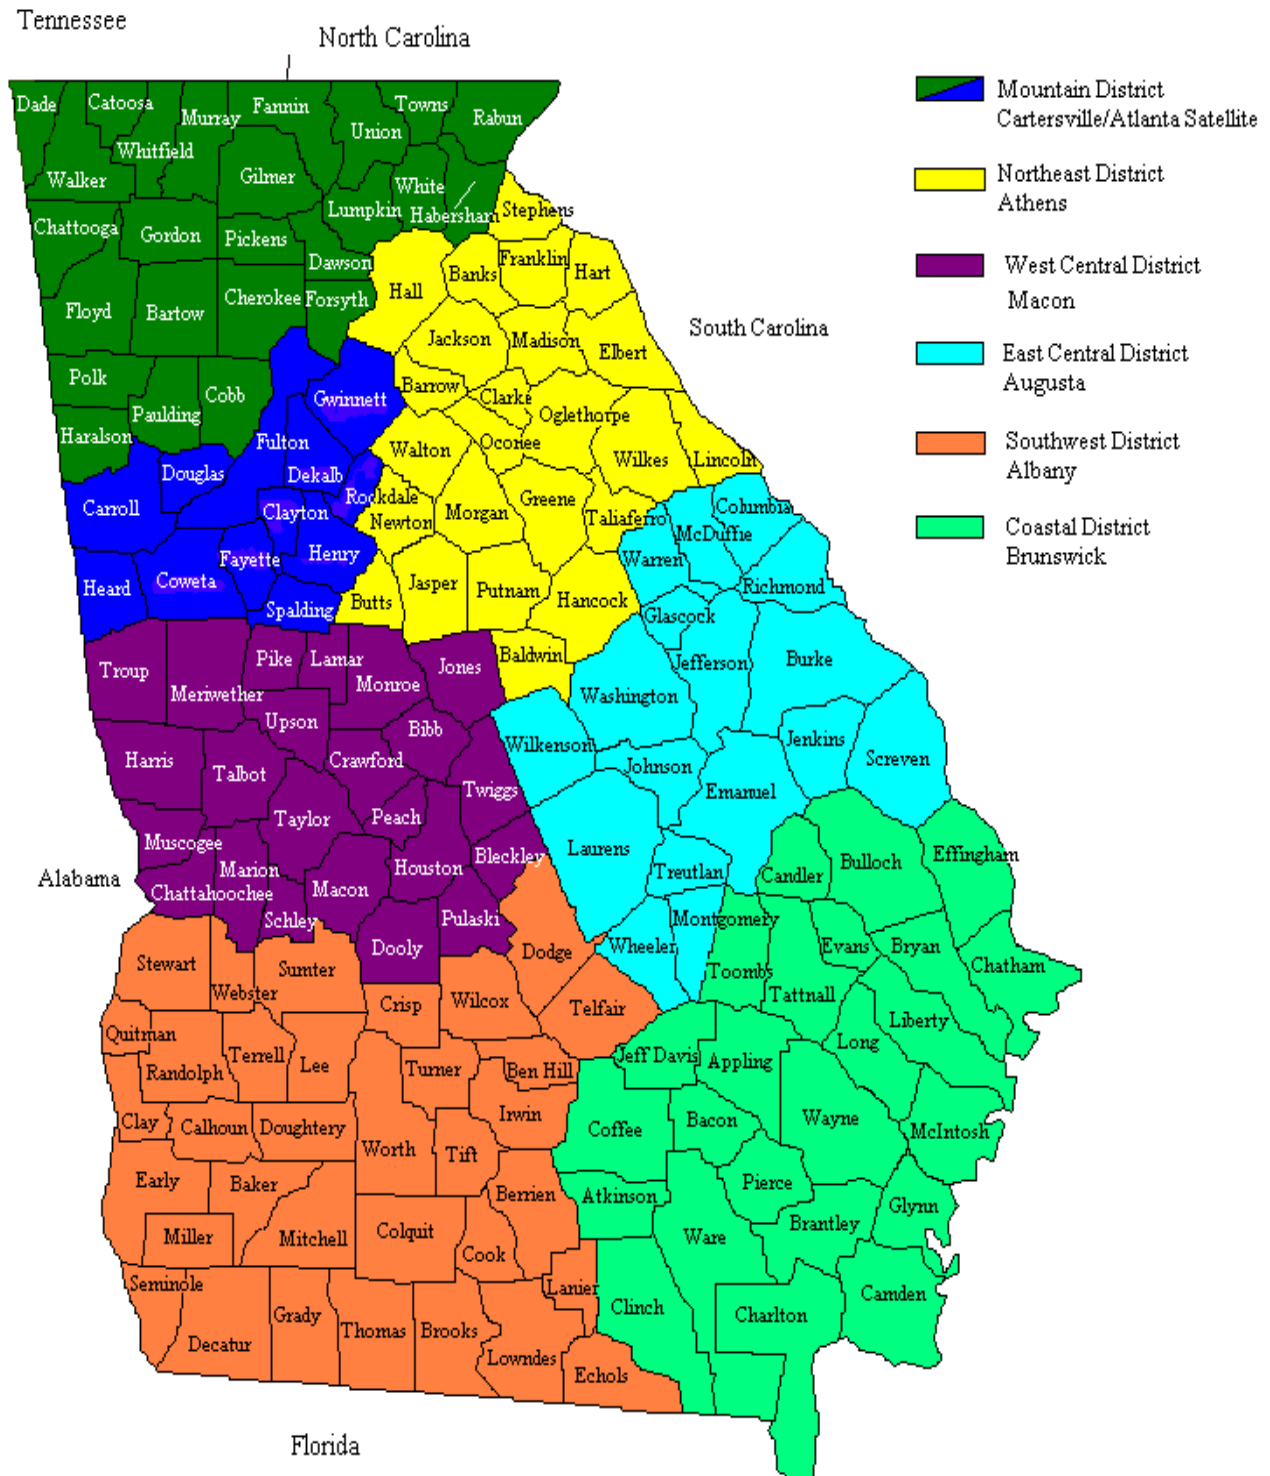 Tennessee
North Carolina
Dade
Catoosa
Murray
Fannin
Towns
Rabun
Union
Whitfield
Walker
Gilmer
White
Lumpkin
Habersham
Stephens
Chattooga
Gordon
Pickens
Dawson
Franklin
Banks
Hart
Hall
Floyd
Bartow
Cherokee
Forsyth
Jackson
Madison
Elbert
South Carolina
Polk
Cobb
Paulding
Gwinnett
Barrow
Clarke
Oglethorpe
Haralson
Fulton
Oconee
Walton
Wilkes
Lincoln
Douglas
Dekalb
Rockdale
Carroll
Clayton
Newton
Morgan
Greene
Taliaferro
Columbia
McDuffie
Warren
Heard
Coweta
Fayette
Henry
Spalding
Butts
Jasper
Putnam
Hancock
Richmond
Glascock
Troup
Pike
Lamar
Meriwether
Monroe
Jones
Baldwin
Jefferson
Burke
Washington
Upson
Bibb
Harris
Talbot
Crawford
Wilkenson
Jenkins
Screven
Johnson
Emanuel
Twiggs
Taylor
Peach
Muscogee
Marion
Houston
Bleckley
Laurens
Treutlan
Candler
Bulloch
Effingham
Alabama
Chattahoochee
Macon
Schley
Pulaski
Montgomery
Dooly
Dodge
Wheeler
Evans
Bryan
Chatham
Stewart
Sumter
Webster
Crisp
Wilcox
Telfair
Toombs
Tattnall
Liberty
Quitman
Randolph
Terrell
Lee
Turner
Ben Hill
Jeff Davis
Appling
Long
Clay
Calhoun
Doughtery
Worth
Tift
Irwin
Coffee
Bacon
Wayne
McIntosh
Early
Baker
Berrien
Atkinson
Pierce
Glynn
Miller
Mitchell
Colquit
Cook
Ware
Brantley
Seminole
Lanier
Clinch
Charlton
Camden
Decatur
Grady
Thomas
Brooks
Lowndes
Echols
Florida
Mountain District
Cartersville/Atlanta Satellite
Northeast District
Athens
West Central District
Macon
East Central District
Augusta
Southwest District
Albany
Coastal District
Brunswick